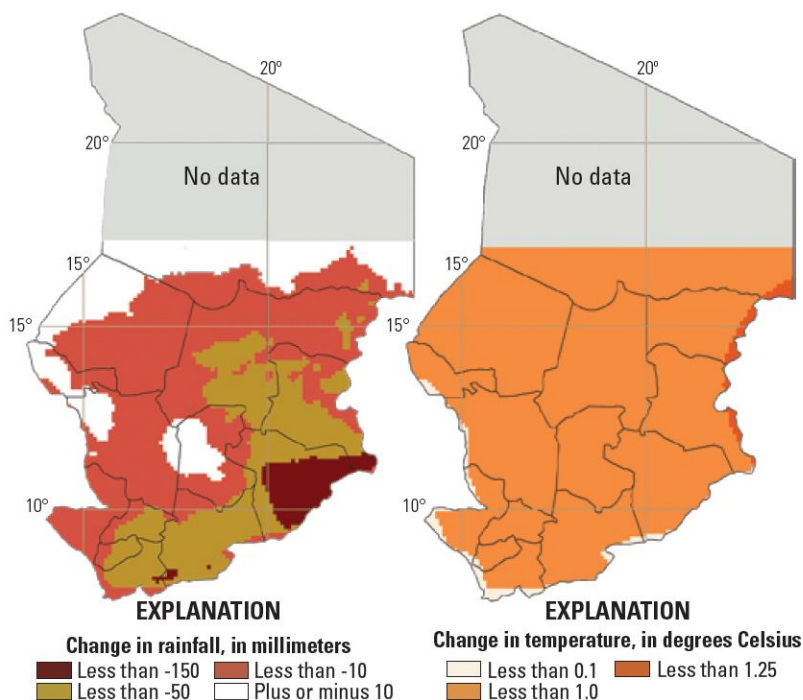 20°
20°
No data
15°
15°
10°
EXPLANATION
Change in rainfall, in millimeters
Less than -150
Less than -10
Less than -50
Plus or minus 10
20°
20°
No data
15°
15°
10°
EXPLANATION
Change in temperature, in degrees Celsius
Less than 0.1
Less than 1.25
Less than 1.0